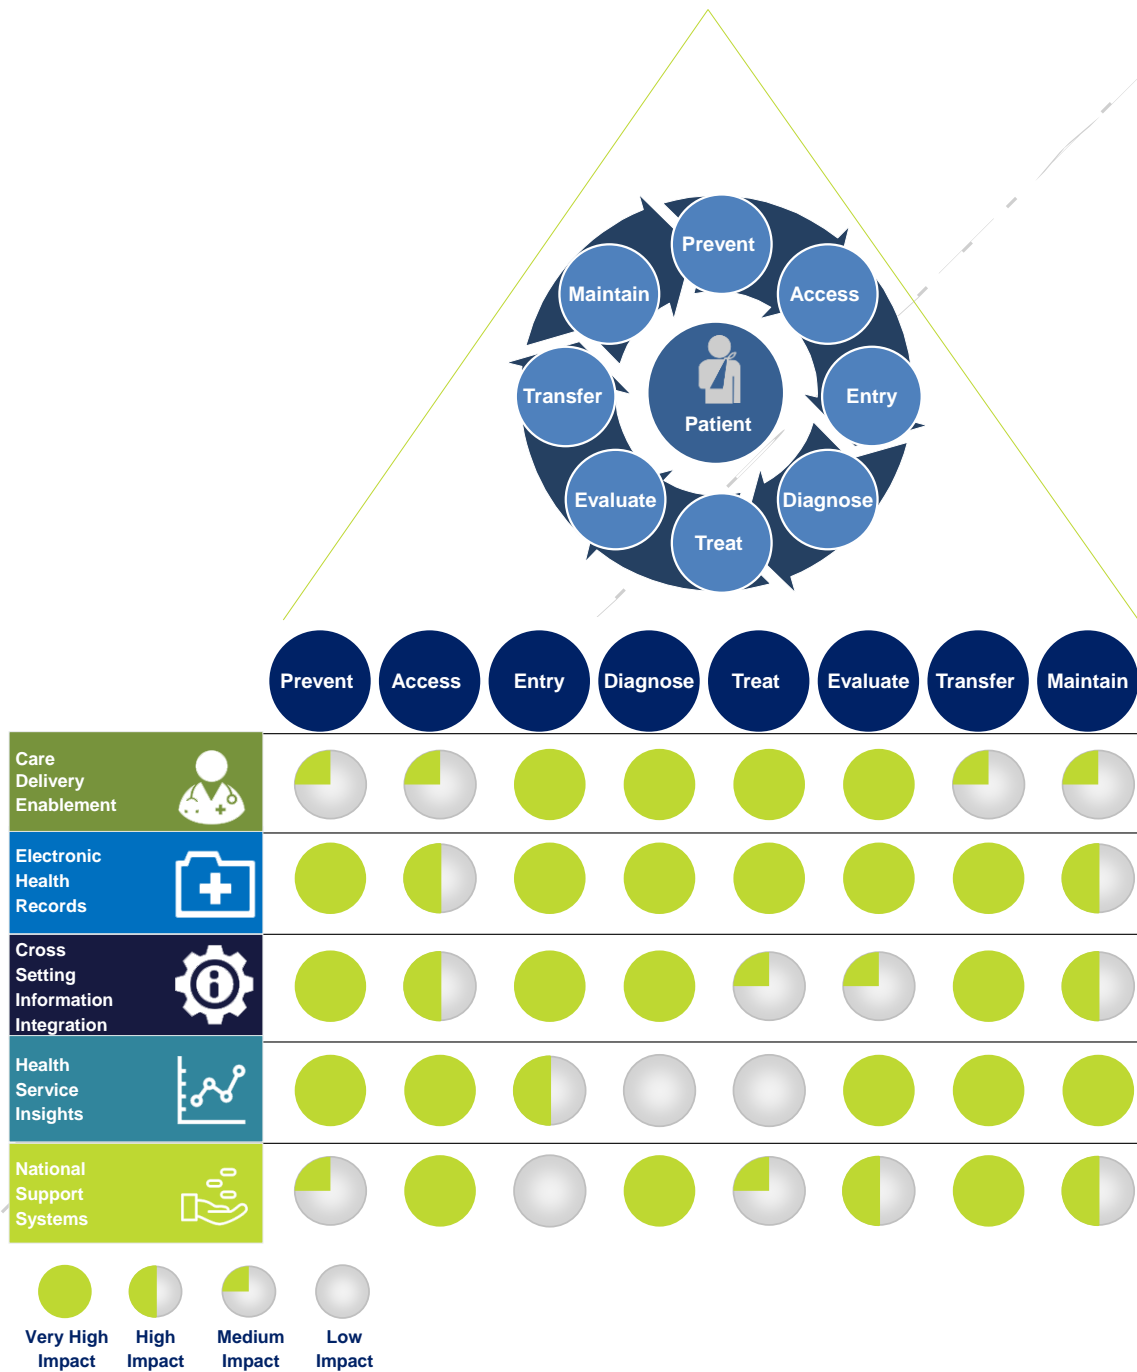 Prevent
Maintain
Access
Transfer
Patient
Entry
Evaluate
Diagnose
Treat
Prevent Access Entry Diagnose Treat Evaluate Transfer Maintain
Care
Delivery
Enablement
Electronic
Health
Records
Cross
Setting
Information
Integration
Health
Service
Insights
National
Support
Systems
Very High High Medium Low
Impact Impact Impact Impact